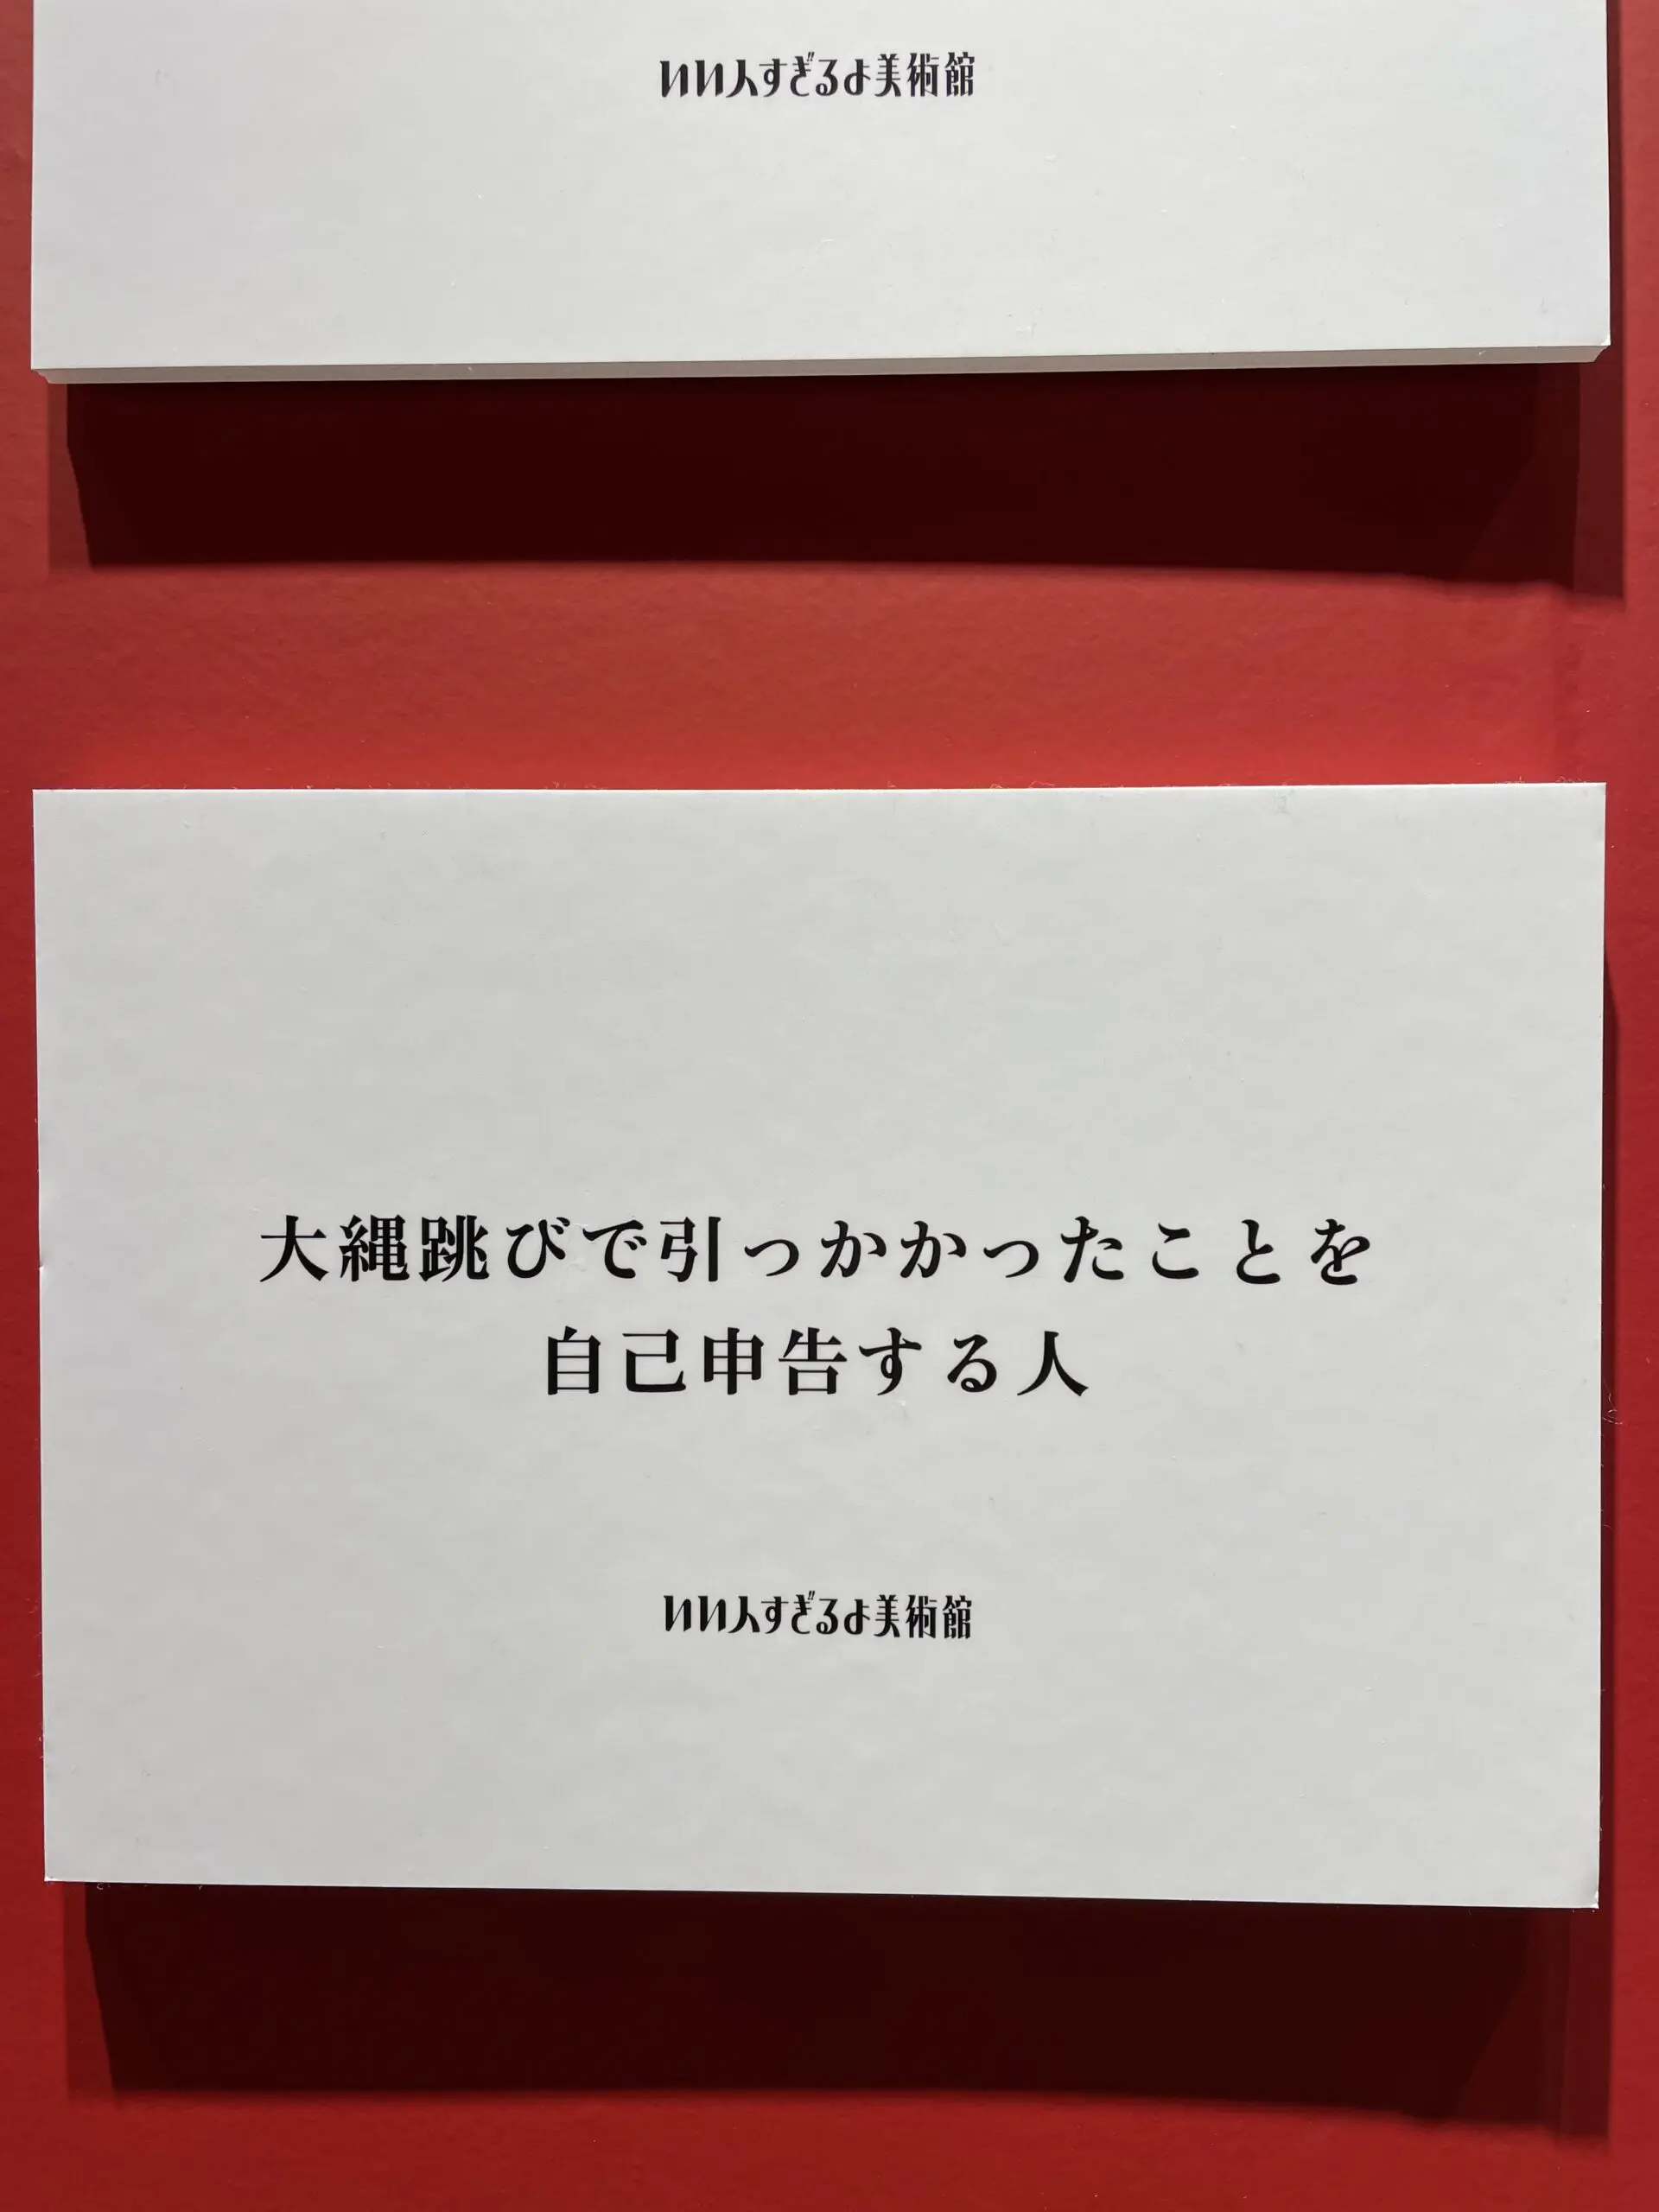 いい人すぎるよ美術館
大縄跳びで引っかかったことを
自己申告する人
いい人すぎるよ美術館